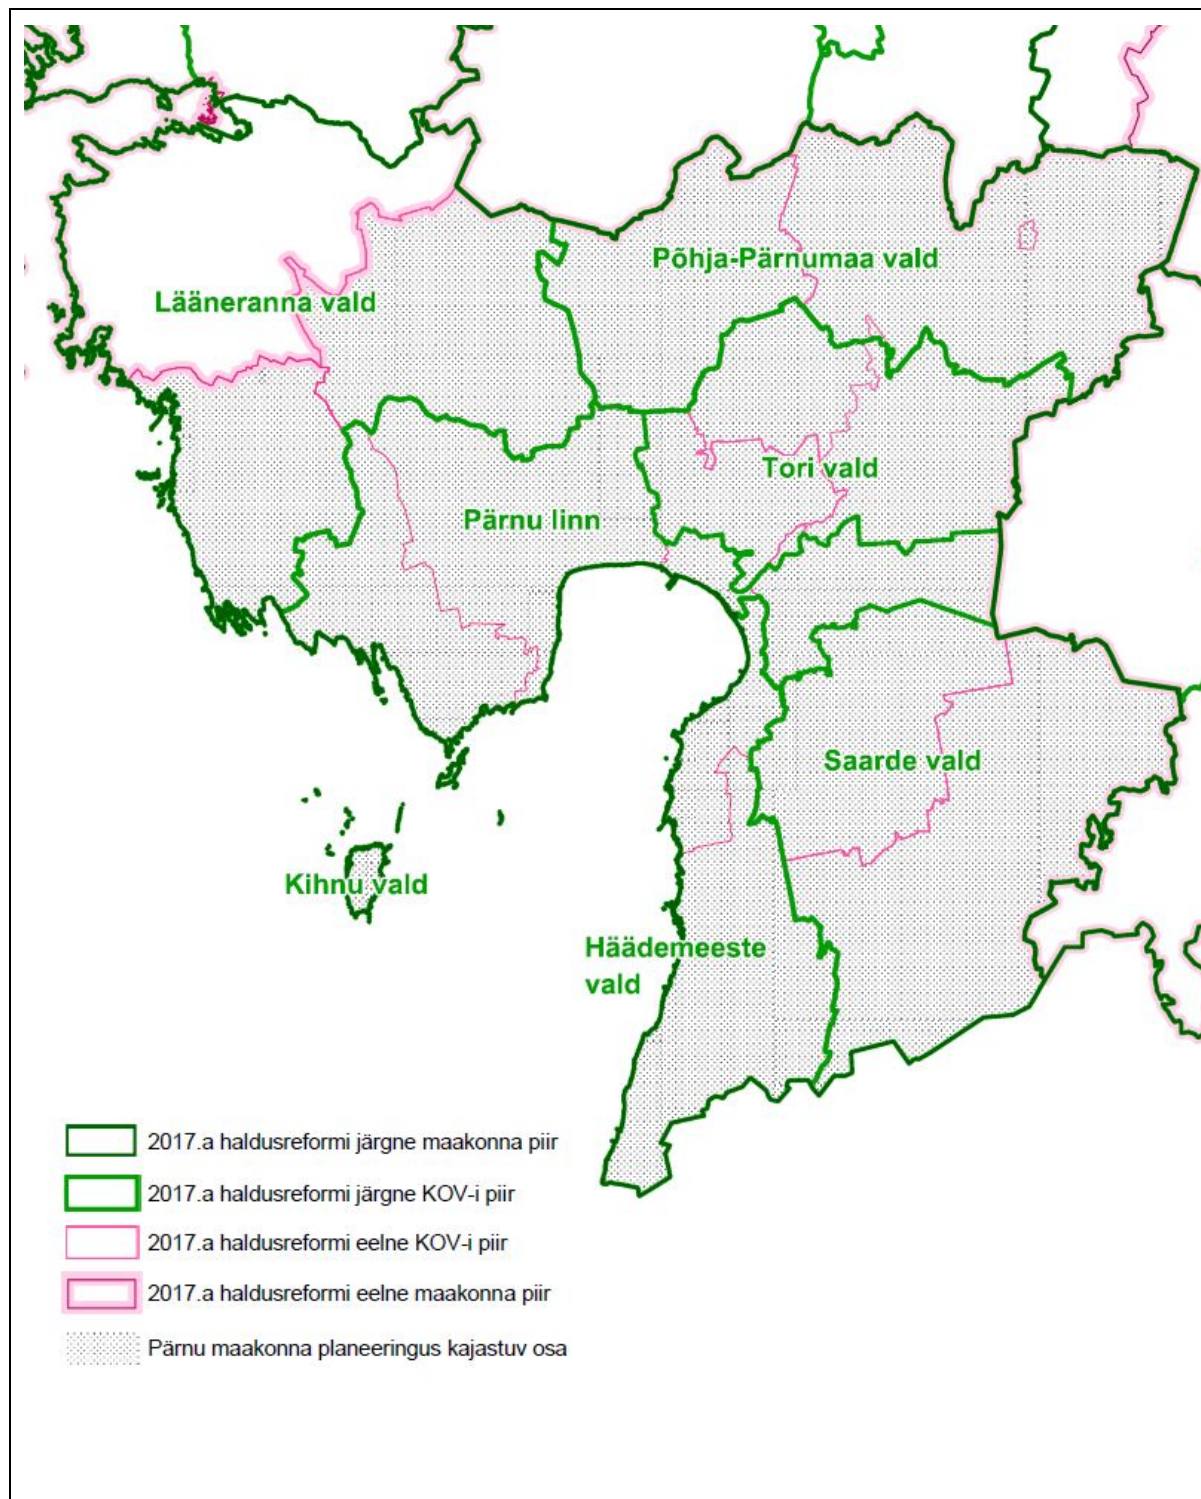 Põhja-Pärnumaa vald
Lääneranna vald
Tori vald
Pärnu linn
Saarde vald
Kihnu vald
Häädemeeste
vald
2017.a haldusreformi järgne maakonna piir
2017.a haldusreformi järgne KOV-i piir
2017.a haldusreformi eelne KOV-i piir
2017.a haldusreformi eelne maakonna piir
Pärnu maakonna planeeringus kajastuv osa